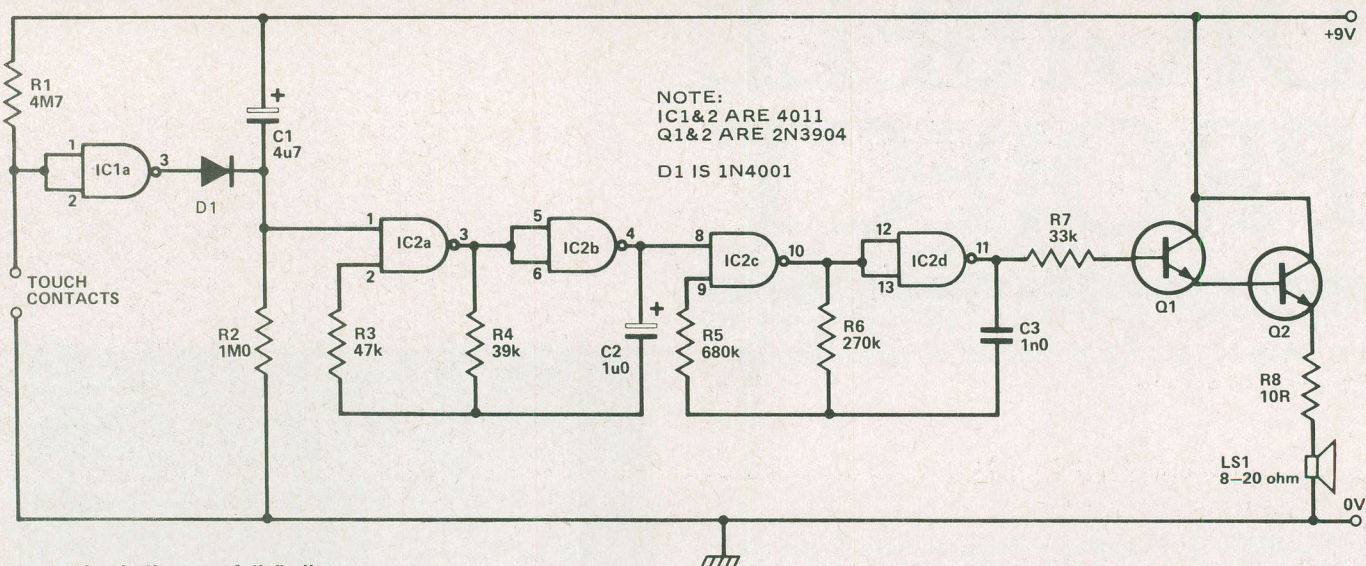 +9V
R1
4M7
+
C1
4u7
NOTE:
IC1&2 ARE 4011
Q1&2 ARE 2N3904
D1 IS 1N4001
1
2
IC1a
3
D1
TOUCH
CONTACTS
R2
1M0
1
2
IC2a
3
R3
47k
R4
39k
5
6
IC2b
4
+
C2
1u0
8
9
IC2c
10
R5
680k
R6
270k
12
13
IC2d
11
C3
1n0
R7
33k
Q1
Q2
R8
10R
LS1
8–20 ohm
0V